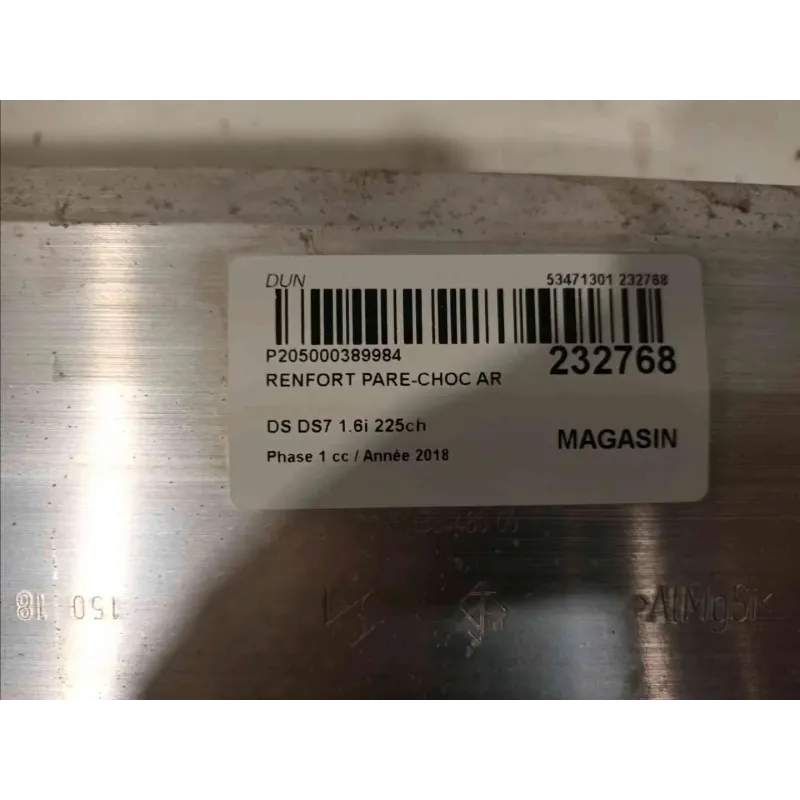 DUN 53471301 232768
P205000389984 232768
RENFORT PARE-CHOC AR
DS DS7 1.6i 225ch
MAGASIN
Phase 1 cc / Année 2018
150 18
>AlMgSi<